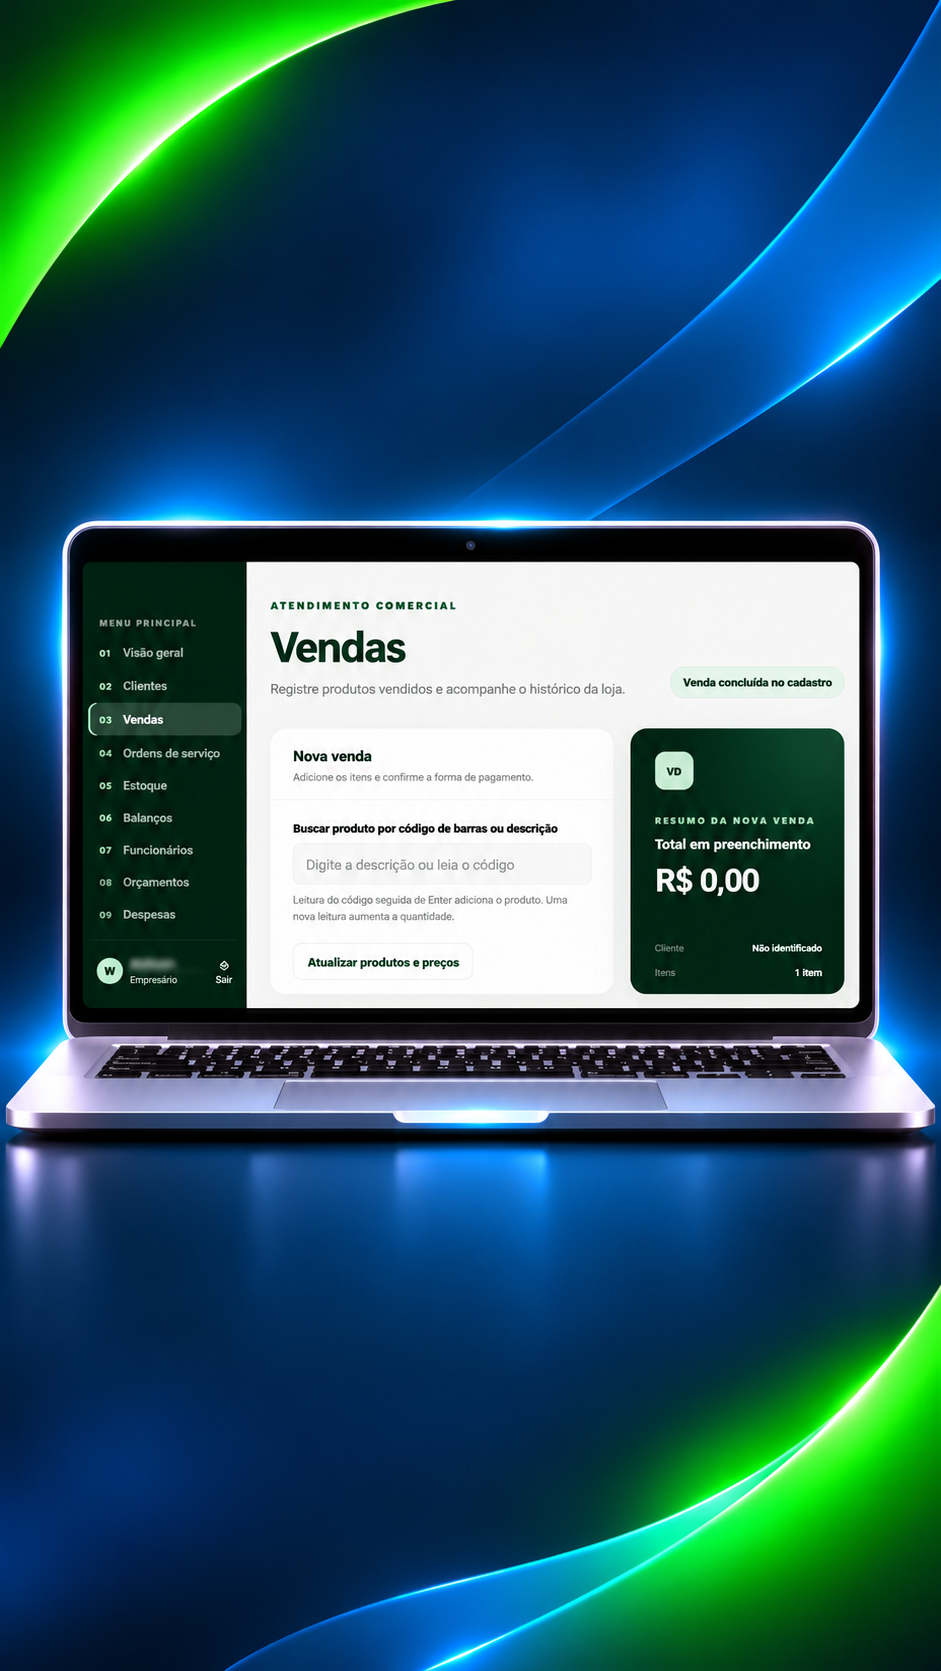 MENU PRINCIPAL
01 Visão geral
02 Clientes
03 Vendas
04 Ordens de serviço
05 Estoque
06 Balanços
07 Funcionários
08 Orçamentos
09 Despesas
W
Empresário
Sair
ATENDIMENTO COMERCIAL
Vendas
Registre produtos vendidos e acompanhe o histórico da loja.
Venda concluída no cadastro
Nova venda
Adicione os itens e confirme a forma de pagamento.
Buscar produto por código de barras ou descrição
Digite a descrição ou leia o código
Leitura do código seguida de Enter adiciona o produto. Uma
nova leitura aumenta a quantidade.
Atualizar produtos e preços
VD
RESUMO DA NOVA VENDA
Total em preenchimento
R$ 0,00
Cliente Não identificado
Itens 1 item